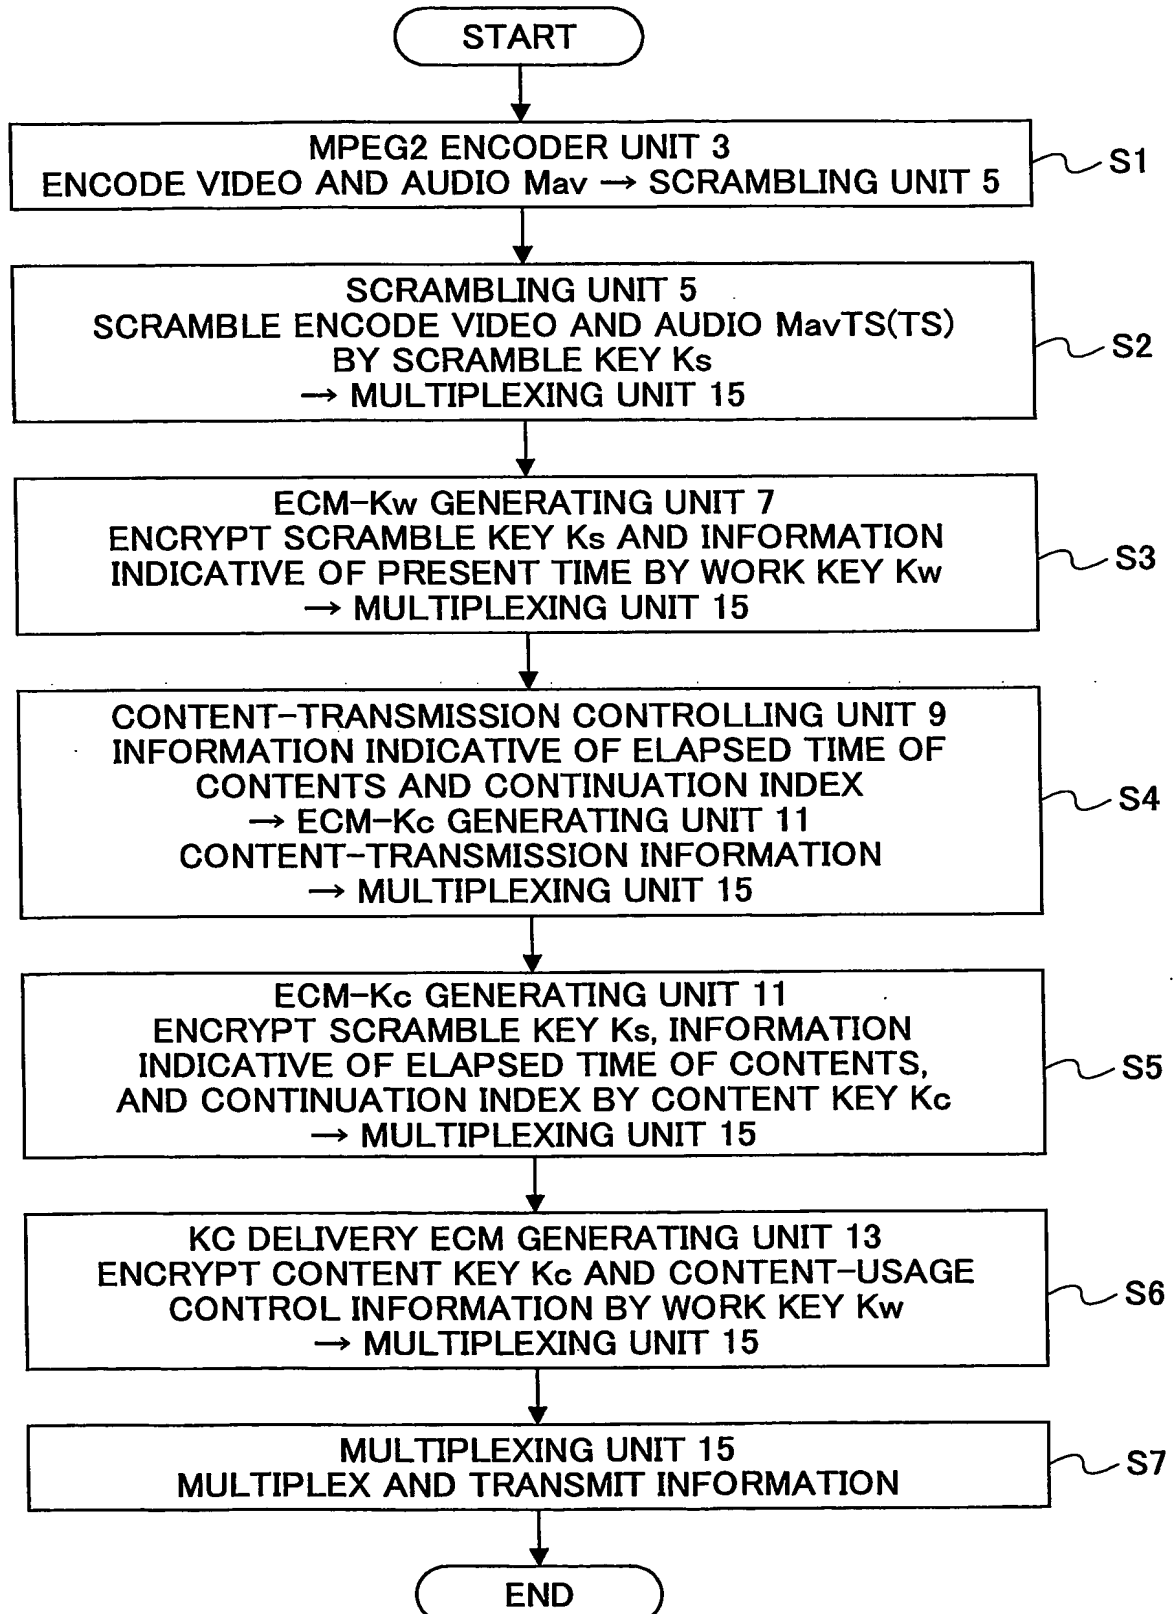 START
MPEG2 ENCODER UNIT 3
ENCODE VIDEO AND AUDIO Mav → SCRAMBLING UNIT 5
S1
SCRAMBLING UNIT 5
SCRAMBLE ENCODE VIDEO AND AUDIO MavTS(TS)
BY SCRAMBLE KEY Ks
→ MULTIPLEXING UNIT 15
S2
ECM-Kw GENERATING UNIT 7
ENCRYPT SCRAMBLE KEY Ks AND INFORMATION
INDICATIVE OF PRESENT TIME BY WORK KEY Kw
→ MULTIPLEXING UNIT 15
S3
CONTENT-TRANSMISSION CONTROLLING UNIT 9
INFORMATION INDICATIVE OF ELAPSED TIME OF
CONTENTS AND CONTINUATION INDEX
→ ECM-Kc GENERATING UNIT 11
CONTENT-TRANSMISSION INFORMATION
→ MULTIPLEXING UNIT 15
S4
ECM-Kc GENERATING UNIT 11
ENCRYPT SCRAMBLE KEY Ks, INFORMATION
INDICATIVE OF ELAPSED TIME OF CONTENTS,
AND CONTINUATION INDEX BY CONTENT KEY Kc
→ MULTIPLEXING UNIT 15
S5
KC DELIVERY ECM GENERATING UNIT 13
ENCRYPT CONTENT KEY Kc AND CONTENT-USAGE
CONTROL INFORMATION BY WORK KEY Kw
→ MULTIPLEXING UNIT 15
S6
MULTIPLEXING UNIT 15
MULTIPLEX AND TRANSMIT INFORMATION
S7
END